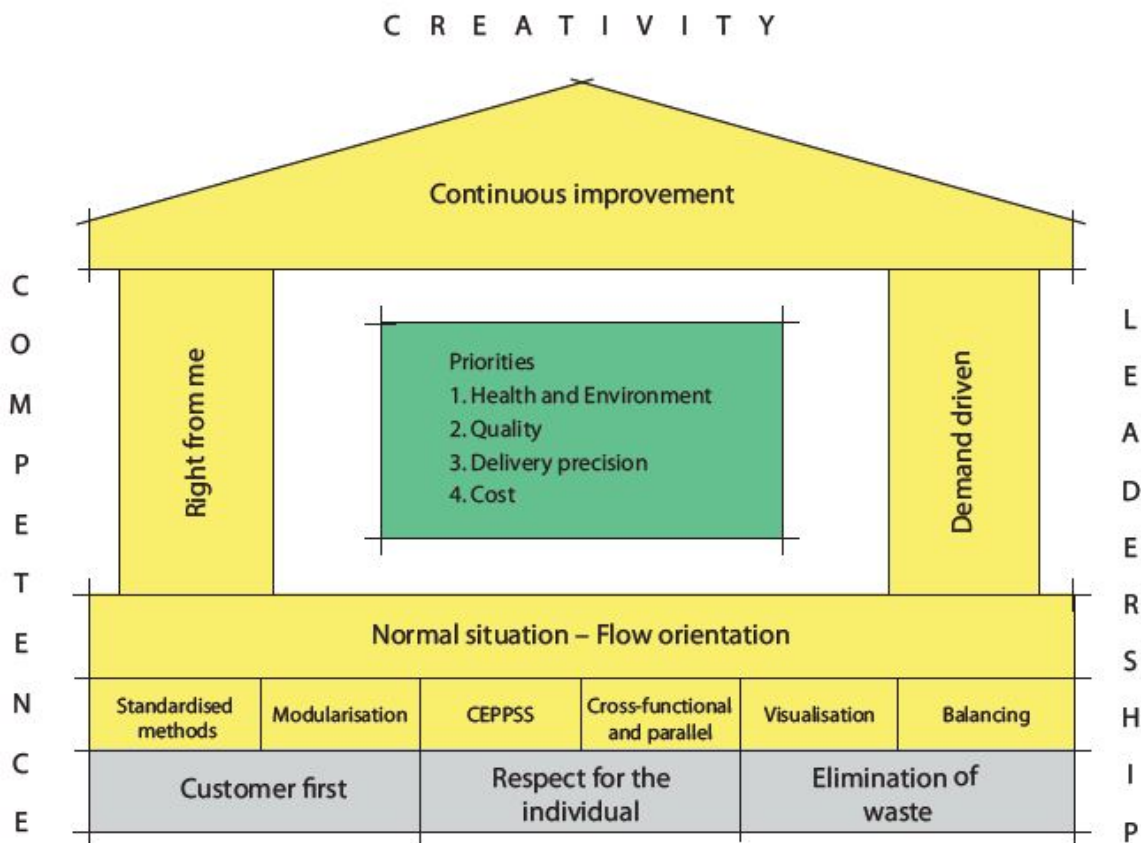 CREATIVITY
Continuous improvement
COMPETENCE
LEADERSHIP
Right from me
Priorities
1. Health and Environment
2. Quality
3. Delivery precision
4. Cost
Demand driven
Normal situation – Flow orientation
Standardised
methods
Modularisation
CEPPSS
Cross-functional
and parallel
Visualisation
Balancing
Customer first
Respect for the
individual
Elimination of
waste